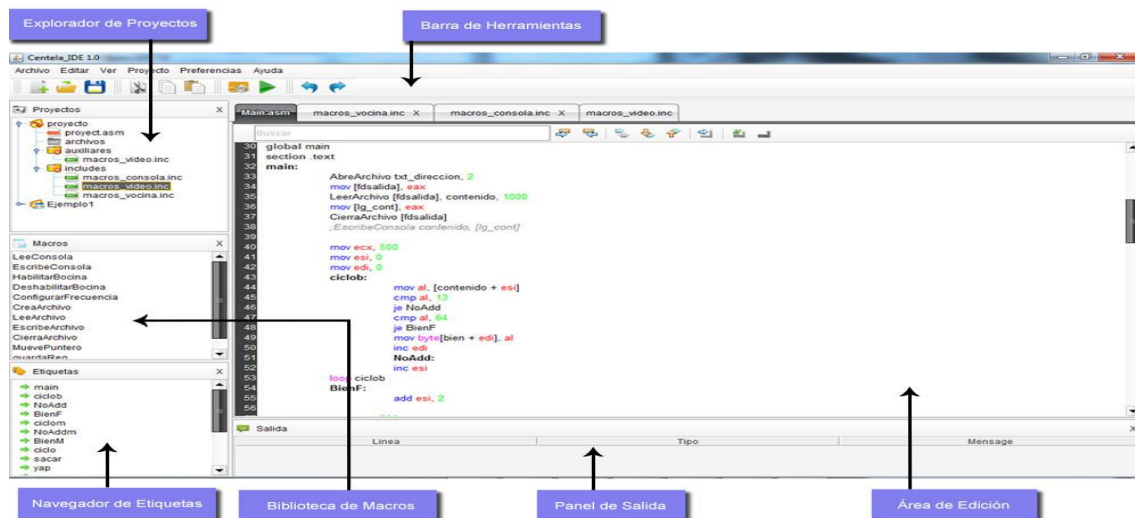 Explorador de Proyectos
Barra de Herramientas
Centela_IDE 1.0
Archivo Editar Ver Proyecto Preferencias Ayuda
Proyectos X
proyecto
proyect.asm
archivos
auxiliares
macros_video.inc
includes
macros_consola.inc
macros_video.inc
macros_vocina.inc
Ejemplo1
Macros X
LeeConsola
EscribeConsola
HabilitarBocina
DeshabilitarBocina
ConfigurarFrecuencia
CreaArchivo
LeeArchivo
EscribeArchivo
CierraArchivo
MuevePuntero
guardaReg
Etiquetas X
main
ciclob
NoAdd
BienF
ciclom
NoAddm
BienM
ciclo
sacar
yap
Main.asm macros_vocina.inc X macros_consola.inc X macros_video.inc
Buscar
30 global main
31 section .text
32 main:
33 AbreArchivo txt_direccion, 2
34 mov [fdsalida], eax
35 LeerArchivo [fdsalida], contenido, 1000
36 mov [lg_cont], eax
37 CierraArchivo [fdsalida]
38 ;EscribeConsola contenido, [lg_cont]
39
40 mov ecx, 500
41 mov esi, 0
42 mov edi, 0
43 ciclob:
44 mov al, [contenido + esi]
45 cmp al, 13
46 je NoAdd
47 cmp al, 64
48 je BienF
49 mov byte[bien + edi], al
50 inc edi
51 NoAdd:
52 inc esi
53 loop ciclob
54 BienF:
55 add esi, 2
56
Salida X
Linea Tipo Mensage
Navegador de Etiquetas
Biblioteca de Macros
Panel de Salida
Área de Edición